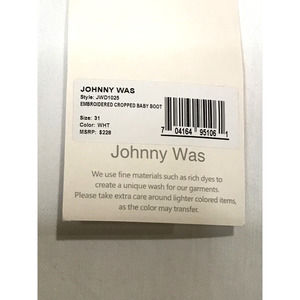 JOHNNY WAS
Style: JWD1025
EMBROIDERED CROPPED BABY BOOT
Size: 31
Color: WHT
MSRP: $228
7 04164 95106 1
Johnny Was
We use fine materials such as rich dyes to
create a unique wash for our garments.
Please take extra care around lighter colored items,
as the color may transfer.